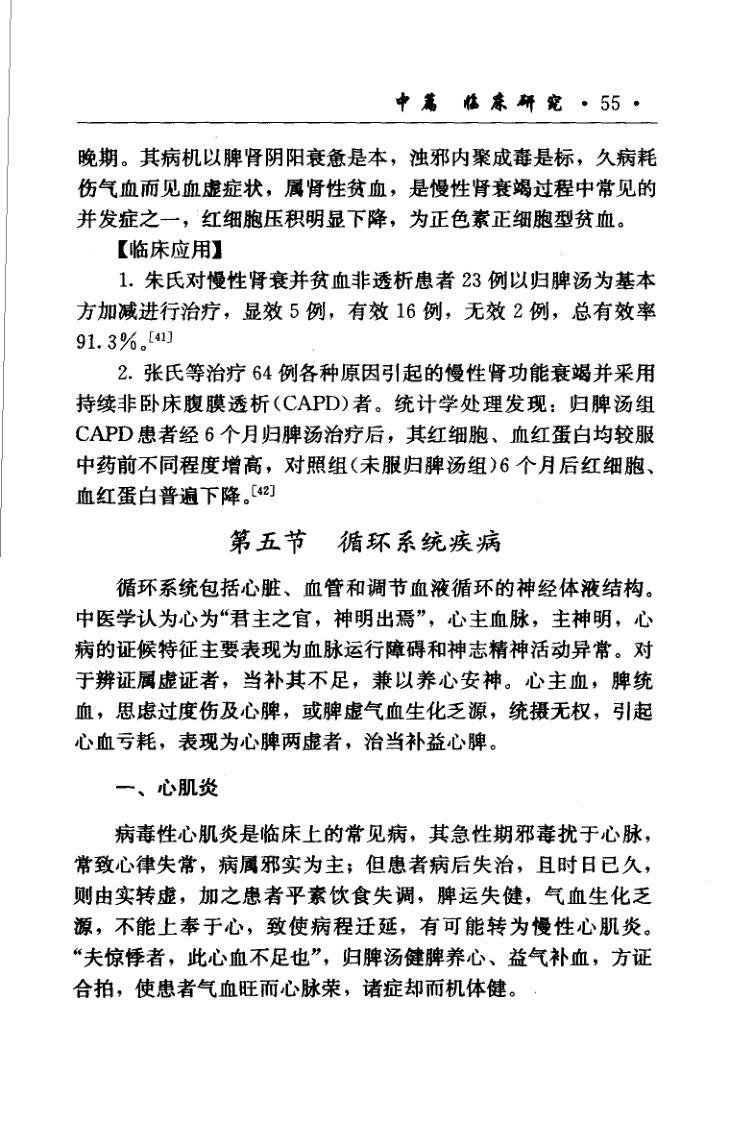 中篇 临床研究 · 55 ·
晚期。其病机以脾肾阴阳衰惫是本，浊邪内聚成毒是标，久病耗
伤气血而见血虚症状，属肾性贫血，是慢性肾衰竭过程中常见的
并发症之一，红细胞压积明显下降，为正色素正细胞型贫血。
【临床应用】
1. 朱氏对慢性肾衰并贫血非透析患者 23 例以归脾汤为基本
方加减进行治疗，显效 5 例，有效 16 例，无效 2 例，总有效率
91.3%。[41]
2. 张氏等治疗 64 例各种原因引起的慢性肾功能衰竭并采用
持续非卧床腹膜透析(CAPD)者。统计学处理发现：归脾汤组
CAPD 患者经 6 个月归脾汤治疗后，其红细胞、血红蛋白均较服
中药前不同程度增高，对照组(未服归脾汤组)6 个月后红细胞、
血红蛋白普遍下降。[42]
第五节 循环系统疾病
循环系统包括心脏、血管和调节血液循环的神经体液结构。
中医学认为心为“君主之官，神明出焉”，心主血脉，主神明，心
病的证候特征主要表现为血脉运行障碍和神志精神活动异常。对
于辨证属虚证者，当补其不足，兼以养心安神。心主血，脾统
血，思虑过度伤及心脾，或脾虚气血生化乏源，统摄无权，引起
心血亏耗，表现为心脾两虚者，治当补益心脾。
一、心肌炎
病毒性心肌炎是临床上的常见病，其急性期邪毒扰于心脉，
常致心律失常，病属邪实为主；但患者病后失治，且时日已久，
则由实转虚，加之患者平素饮食失调，脾运失健，气血生化乏
源，不能上奉于心，致使病程迁延，有可能转为慢性心肌炎。
“夫惊悸者，此心血不足也”，归脾汤健脾养心、益气补血，方证
合拍，使患者气血旺而心脉荣，诸症却而机体健。